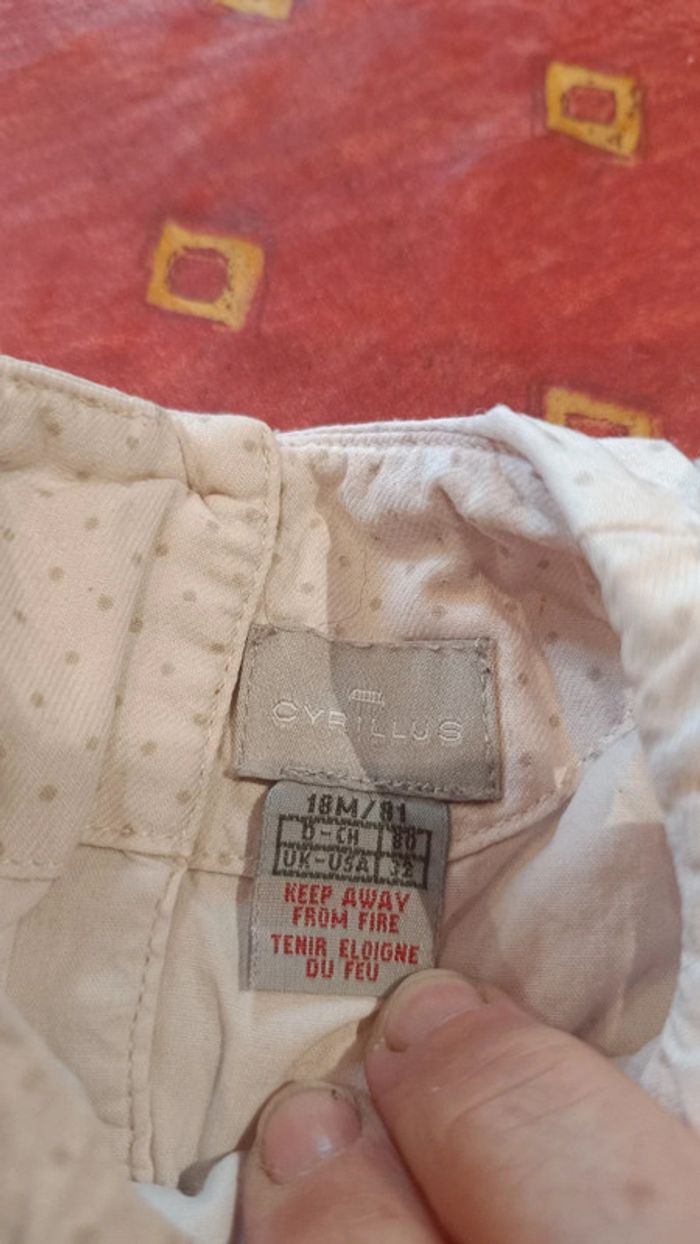 CYRILLUS
18M/81
D-CH 80
UK-USA 32
KEEP AWAY
FROM FIRE
TENIR ELOIGNE
DU FEU